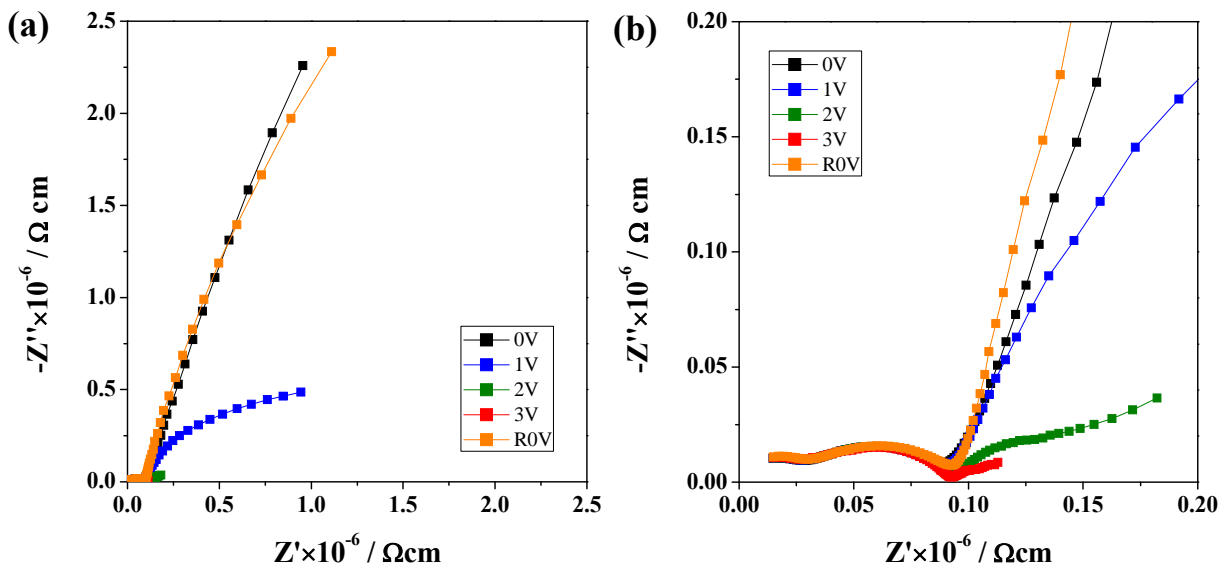 (a)
2.5
2.0
1.5
1.0
0.5
0.0
-Z''×10⁻⁶ / Ω cm
0V
1V
2V
3V
R0V
0.0 0.5 1.0 1.5 2.0 2.5
Z'×10⁻⁶ / Ωcm
(b)
0.20
0.15
0.10
0.05
0.00
-Z''×10⁻⁶ / Ω cm
0V
1V
2V
3V
R0V
0.00 0.05 0.10 0.15 0.20
Z'×10⁻⁶ / Ωcm